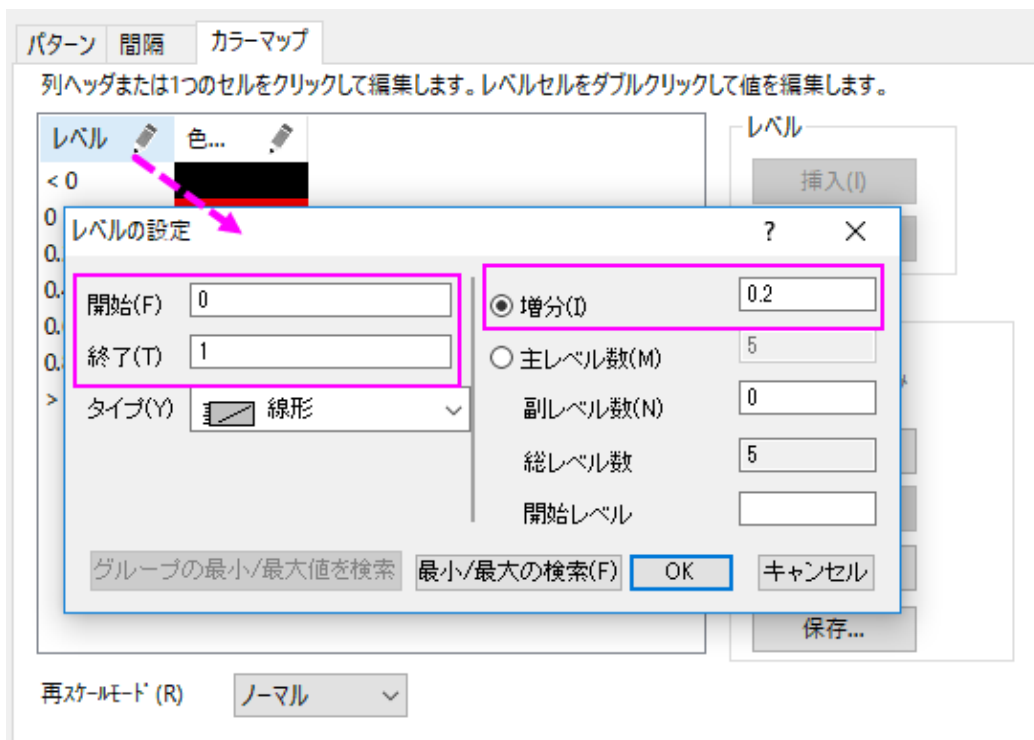 パターン 間隔 カラーマップ
列ヘッダまたは1つのセルをクリックして編集します。レベルセルをダブルクリックして値を編集します。
レベル 色...
< 0
0
0.
0.
0.
0.
>
レベル
挿入(I)
レベルの設定 ? ×
開始(F) 0
終了(T) 1
タイプ(Y) 線形
増分(I) 0.2
主レベル数(M) 5
副レベル数(N) 0
総レベル数 5
開始レベル
グループの最小/最大値を検索 最小/最大の検索(F) OK キャンセル
保存...
再スケールモード(R) ノーマル